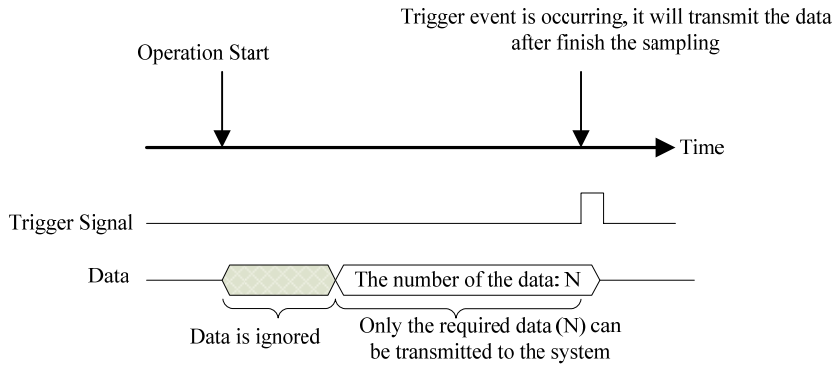 Trigger event is occurring, it will transmit the data
after finish the sampling
Operation Start
Time
Trigger Signal
Data
The number of the data: N
Data is ignored
Only the required data (N) can
be transmitted to the system